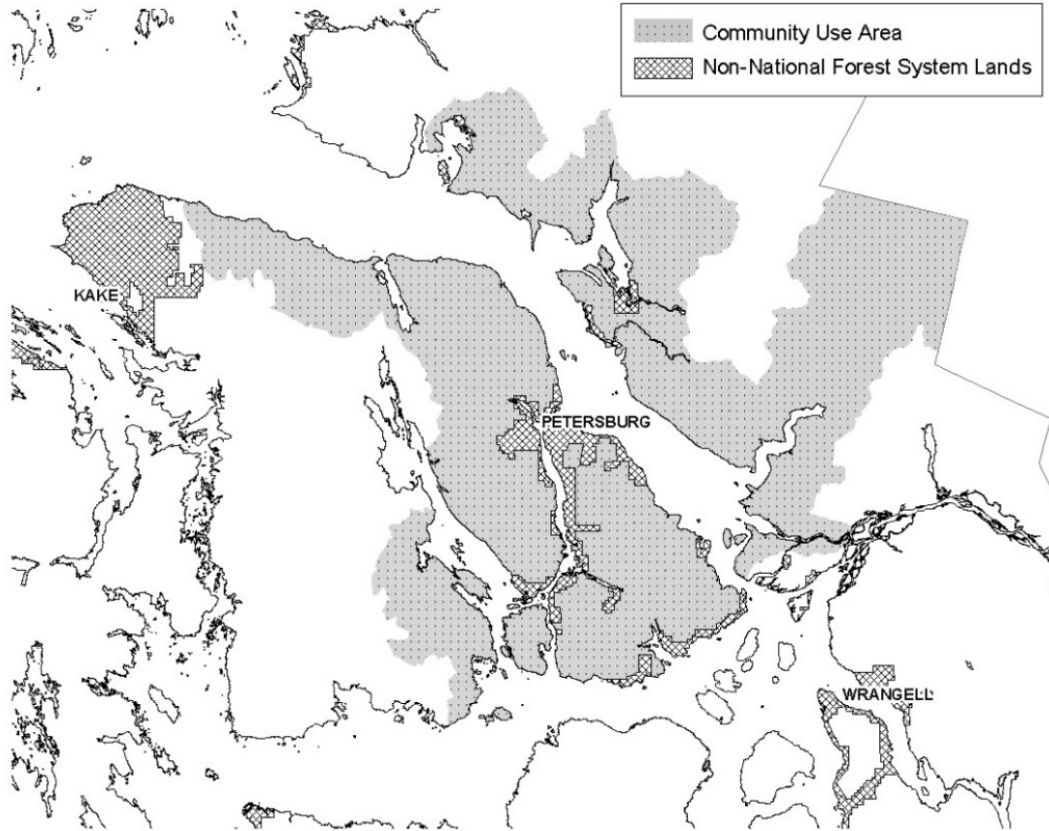 Community Use Area
Non-National Forest System Lands
KAKE
PETERSBURG
WRANGELL